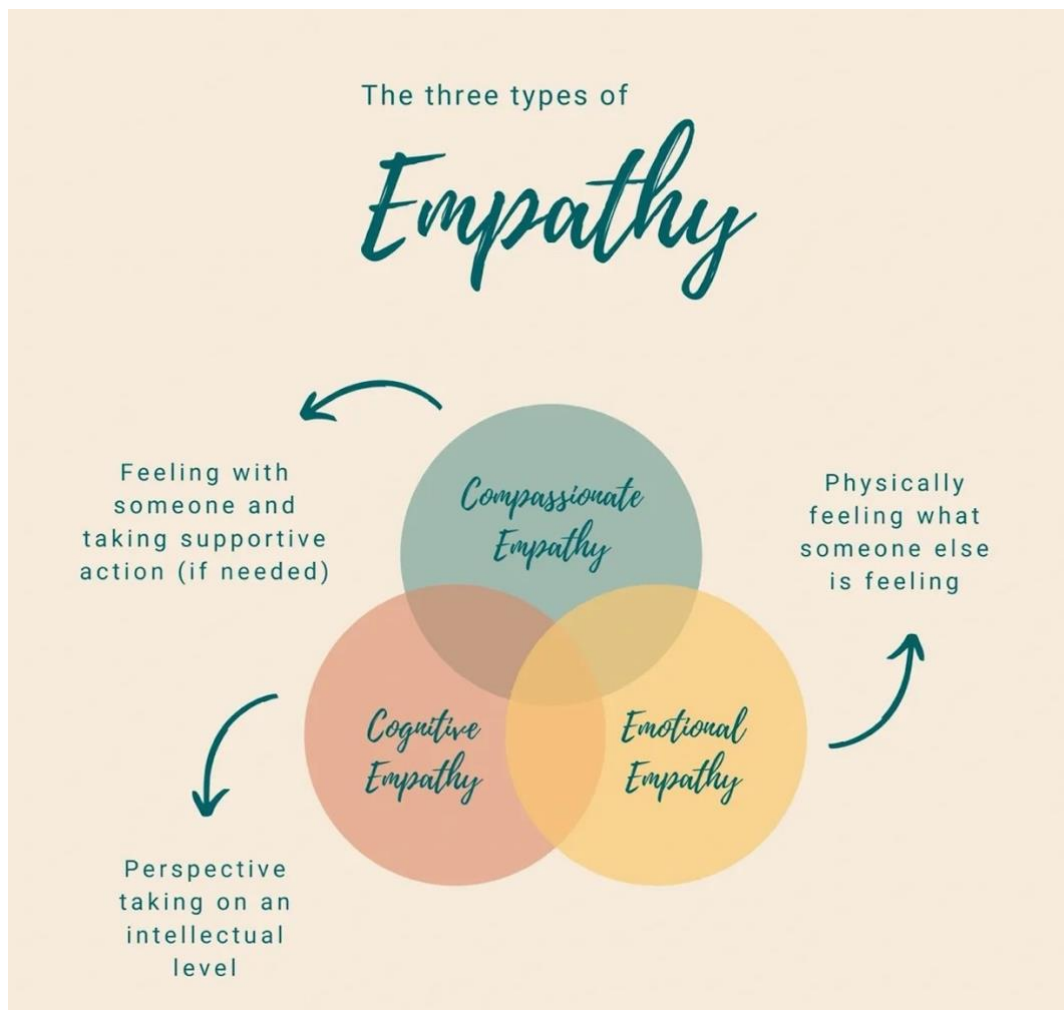 The three types of
Empathy
Feeling with
someone and
taking supportive
action (if needed)
Compassionate
Empathy
Physically
feeling what
someone else
is feeling
Cognitive
Empathy
Emotional
Empathy
Perspective
taking on an
intellectual
level